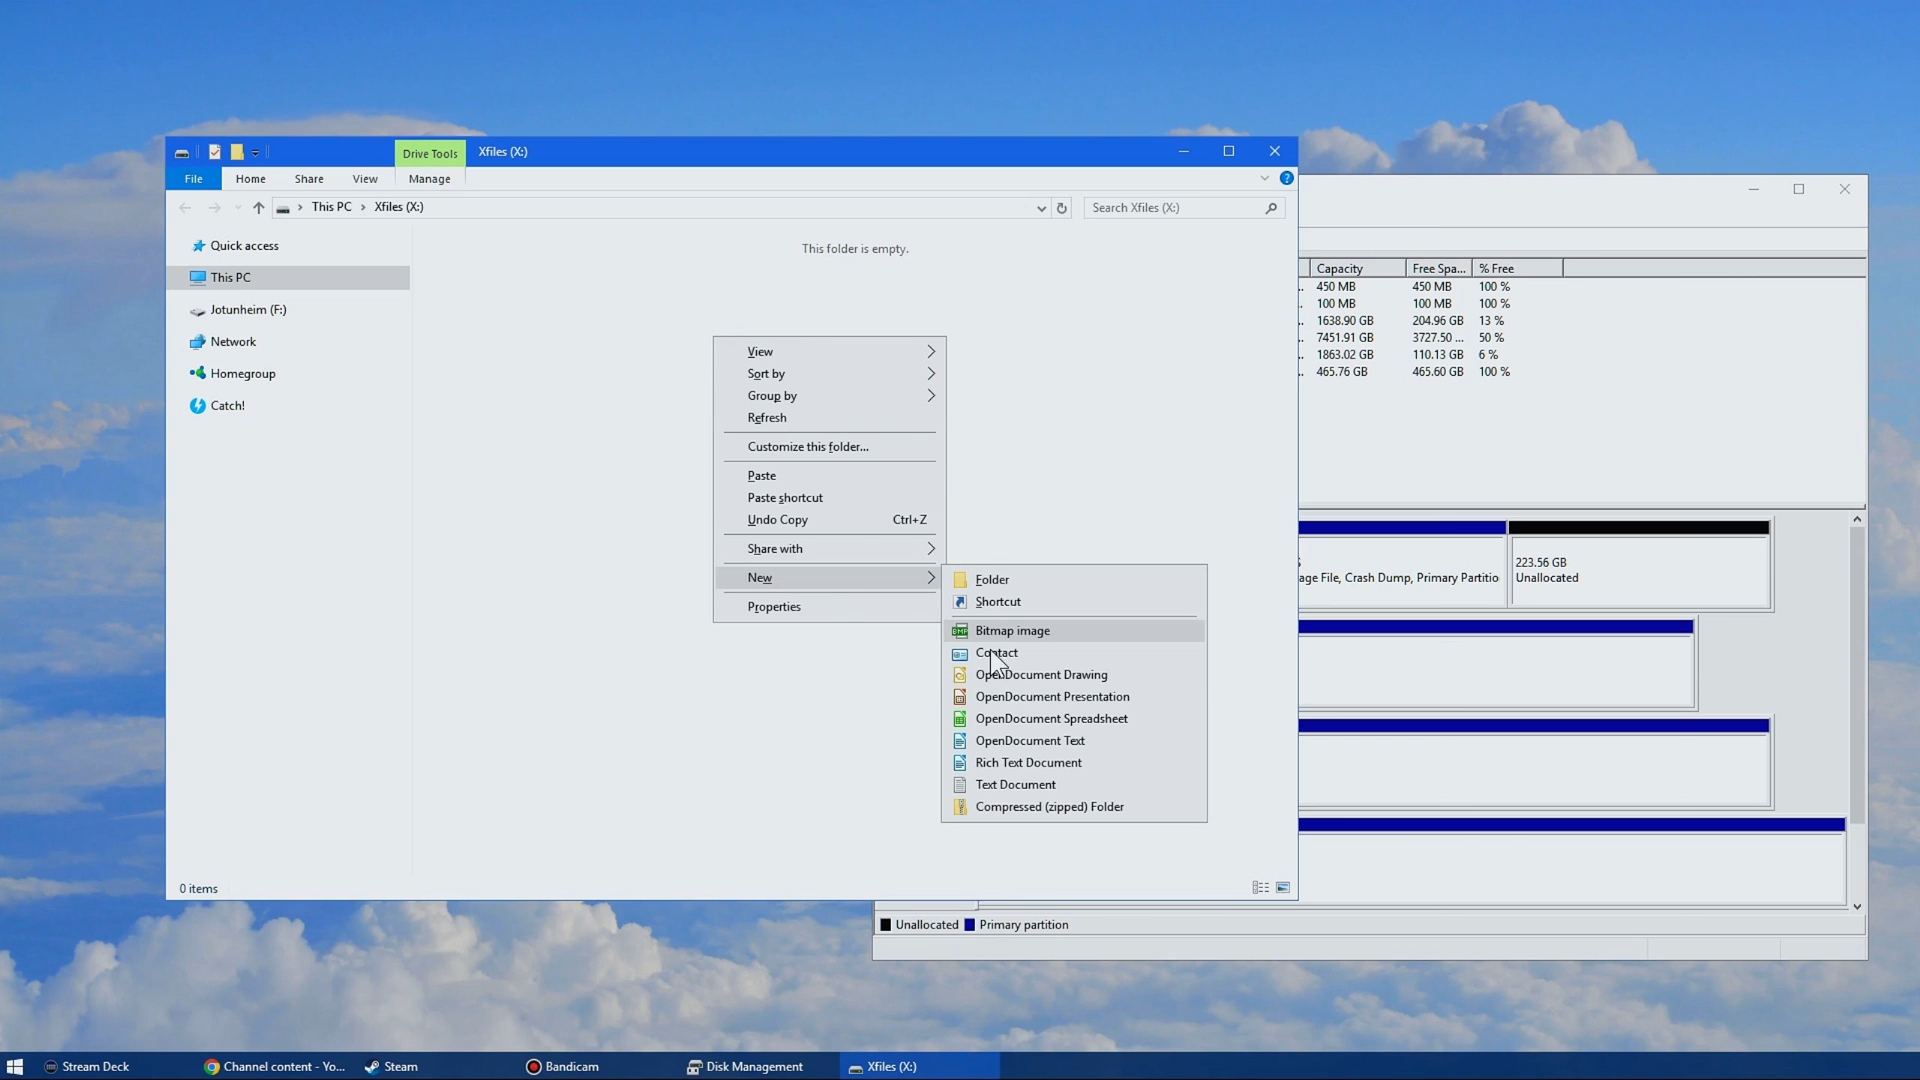 Drive Tools
Xfiles (X:)
File
Home
Share
View
Manage
This PC
Xfiles (X:)
Search Xfiles (X:)
Quick access
This PC
Jotunheim (F:)
Network
Homegroup
Catch!
This folder is empty.
View
Sort by
Group by
Refresh
Customize this folder...
Paste
Paste shortcut
Undo Copy Ctrl+Z
Share with
New
Properties
Folder
Shortcut
BMP Bitmap image
Contact
OpenDocument Drawing
OpenDocument Presentation
OpenDocument Spreadsheet
OpenDocument Text
Rich Text Document
Text Document
Compressed (zipped) Folder
0 items
Capacity Free Spa... % Free
450 MB 450 MB 100 %
100 MB 100 MB 100 %
1638.90 GB 204.96 GB 13 %
7451.91 GB 3727.50 ... 50 %
1863.02 GB 110.13 GB 6 %
465.76 GB 465.60 GB 100 %
age File, Crash Dump, Primary Partitio
223.56 GB
Unallocated
Unallocated Primary partition
Stream Deck
Channel content - Yo...
Steam
Bandicam
Disk Management
Xfiles (X:)